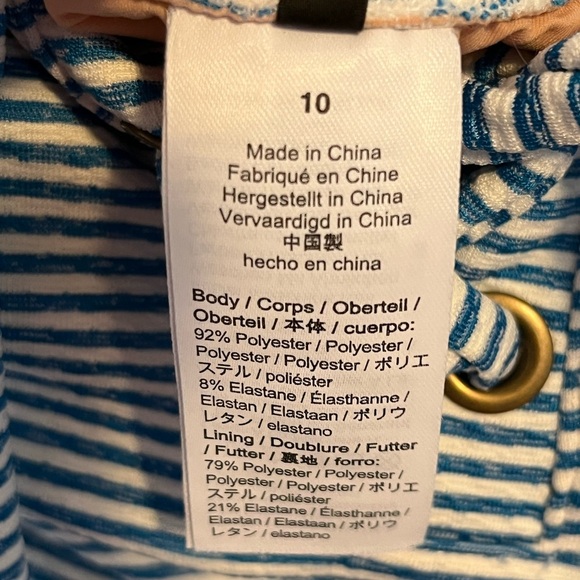 10
Made in China
Fabriqué en Chine
Hergestellt in China
Vervaardigd in China
中国製
hecho en china
Body / Corps / Oberteil /
Oberteil / 本体 / cuerpo:
92% Polyester / Polyester /
Polyester / Polyester / ポリエ
ステル / poliéster
8% Elastane / Élasthanne /
Elastan / Elastaan / ポリウ
レタン / elastano
Lining / Doublure / Futter
/ Futter / 裏地 / forro:
79% Polyester / Polyester /
Polyester / Polyester / ポリエ
ステル / poliéster
21% Elastane / Élasthanne /
Elastan / Elastaan / ポリウ
レタン / elastano